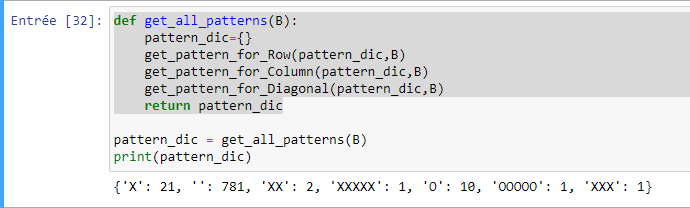 Entrée [32]: def get_all_patterns(B):
    pattern_dic={}
    get_pattern_for_Row(pattern_dic,B)
    get_pattern_for_Column(pattern_dic,B)
    get_pattern_for_Diagonal(pattern_dic,B)
    return pattern_dic
pattern_dic = get_all_patterns(B)
print(pattern_dic)
{'X': 21, '': 781, 'XX': 2, 'XXXXX': 1, 'O': 10, 'OOOOO': 1, 'XXX': 1}